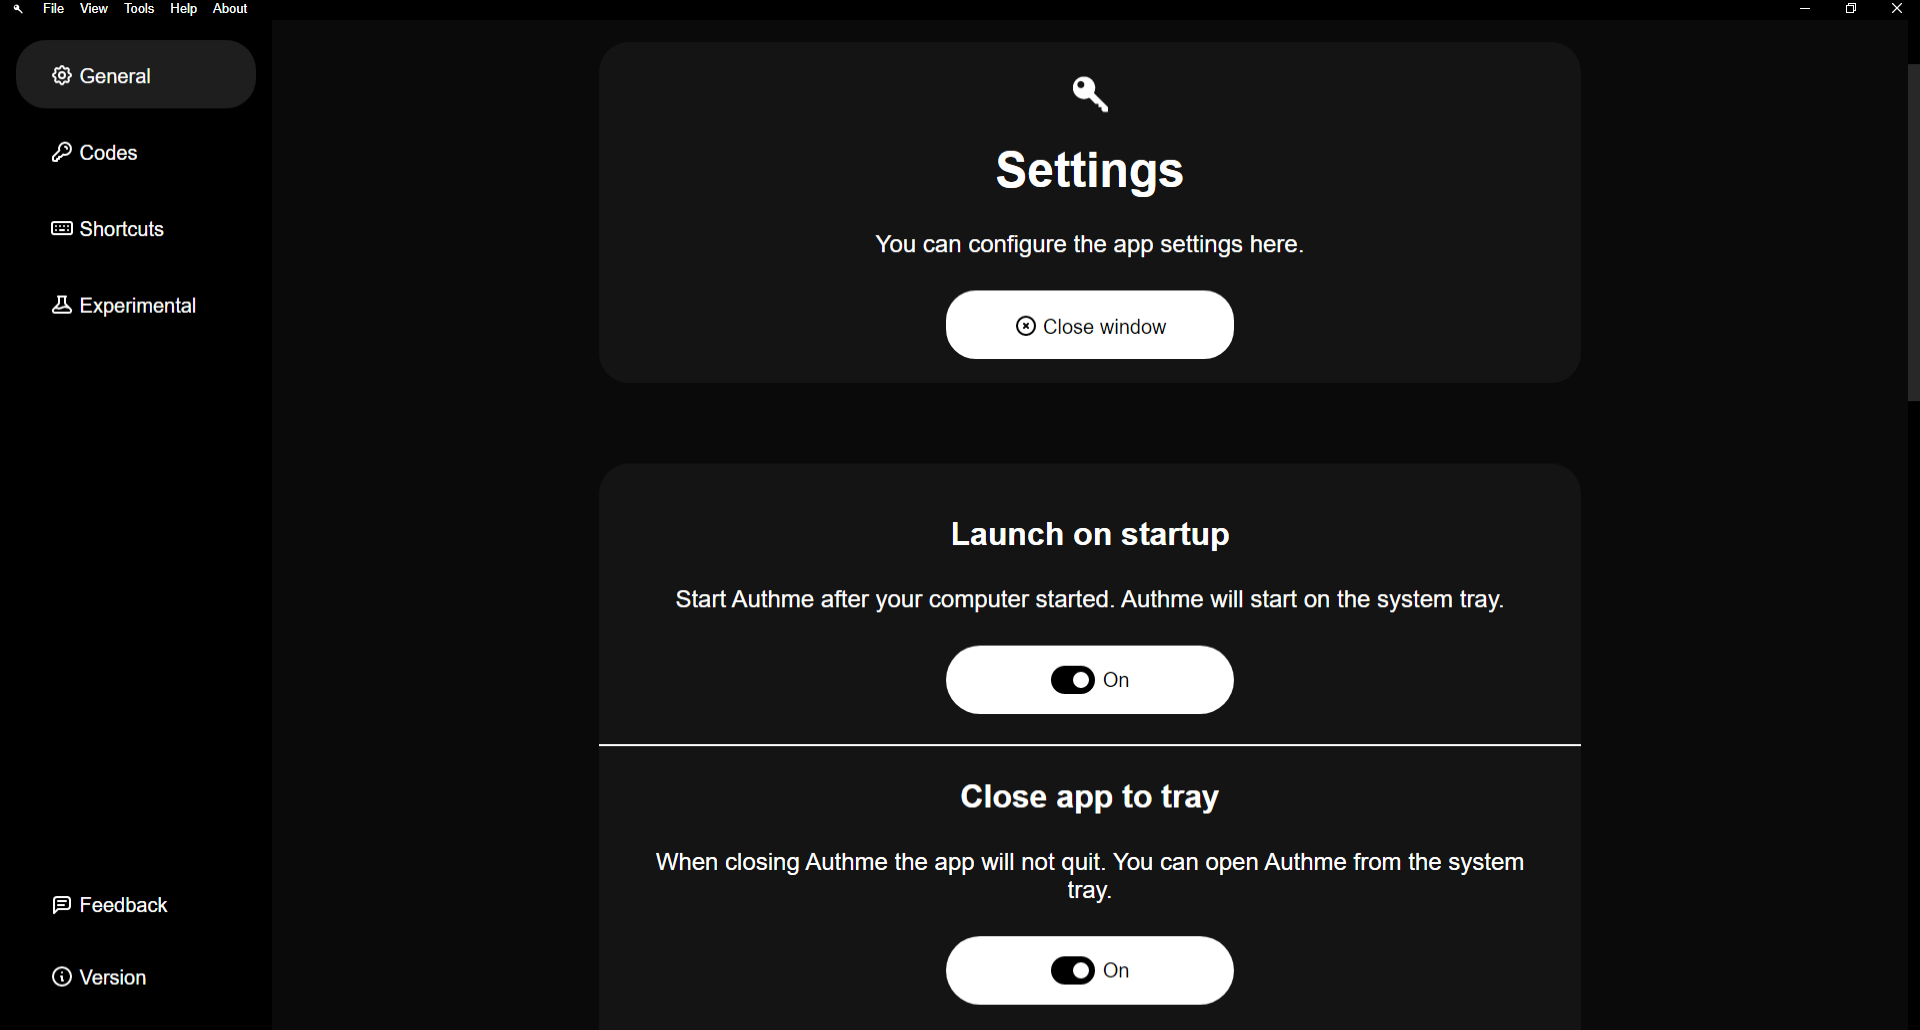 File View Tools Help About
General
Codes
Shortcuts
Experimental
Feedback
Version
Settings
You can configure the app settings here.
Close window
Launch on startup
Start Authme after your computer started. Authme will start on the system tray.
On
Close app to tray
When closing Authme the app will not quit. You can open Authme from the system
tray.
On